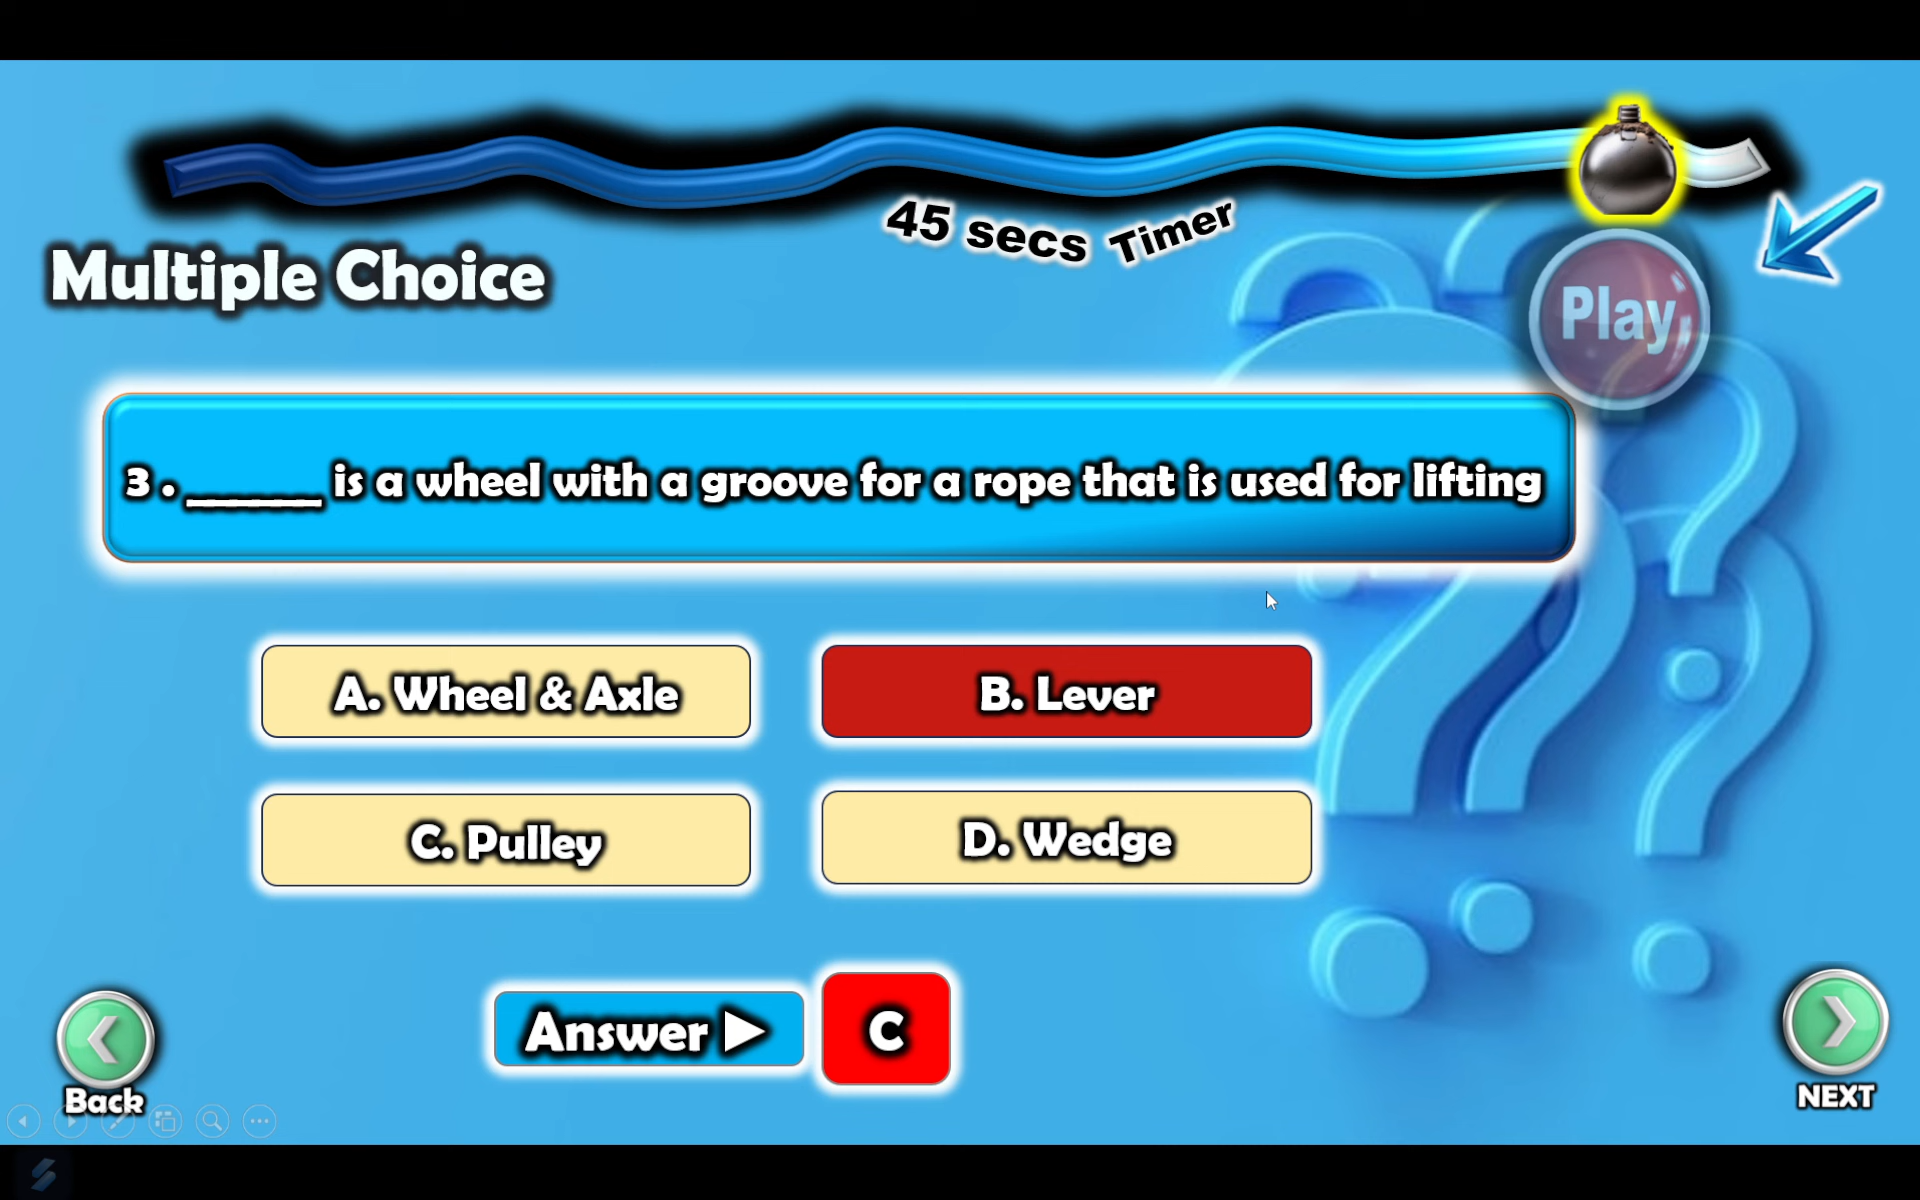 45 secs Timer
Multiple Choice
Play
3 . ______ is a wheel with a groove for a rope that is used for lifting
A. Wheel & Axle
B. Lever
C. Pulley
D. Wedge
Answer ▶
C
Back
NEXT